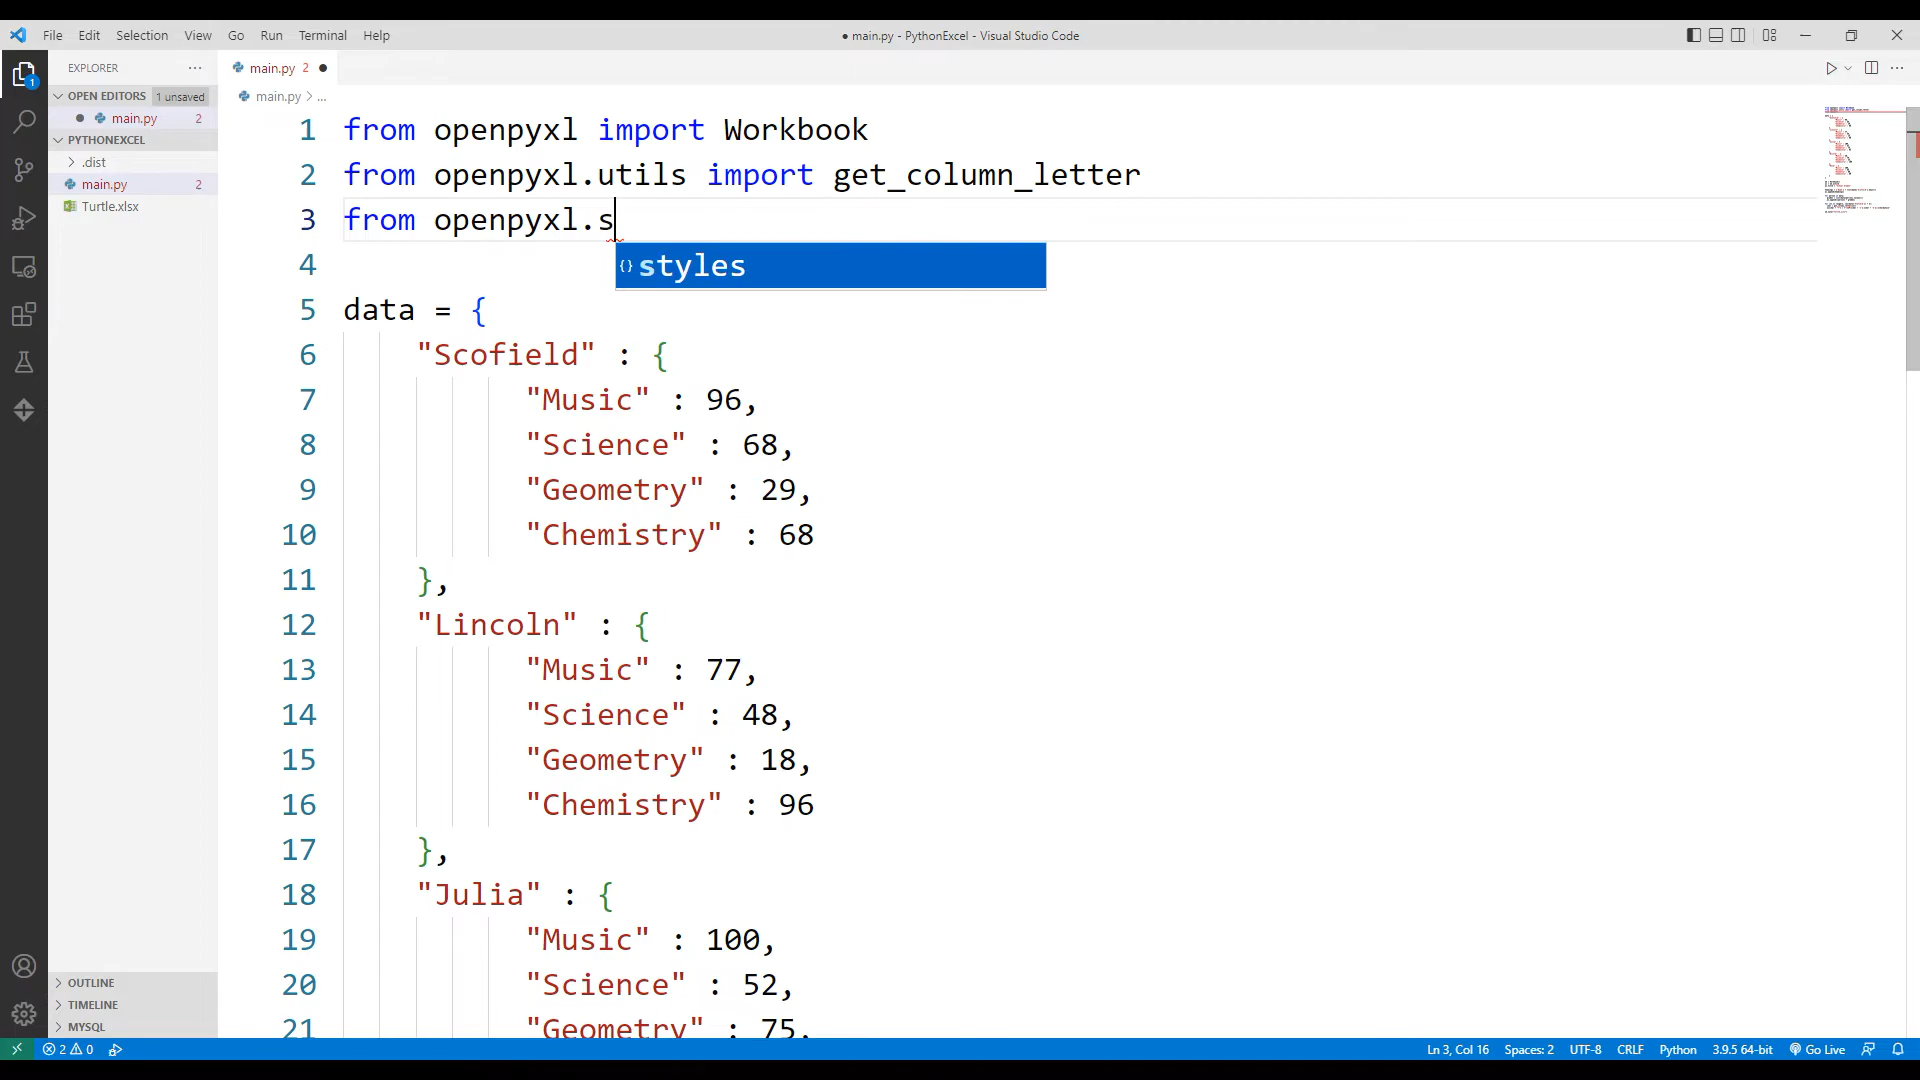 File Edit Selection View Go Run Terminal Help
● main.py - PythonExcel - Visual Studio Code
EXPLORER
main.py 2 ●
OPEN EDITORS 1 unsaved
● main.py 2
PYTHONEXCEL
.dist
main.py 2
Turtle.xlsx
OUTLINE
TIMELINE
MYSQL
main.py > ...
1 from openpyxl import Workbook
2 from openpyxl.utils import get_column_letter
3 from openpyxl.s
{} styles
4
5 data = {
6 "Scofield" : {
7 "Music" : 96,
8 "Science" : 68,
9 "Geometry" : 29,
10 "Chemistry" : 68
11 },
12 "Lincoln" : {
13 "Music" : 77,
14 "Science" : 48,
15 "Geometry" : 18,
16 "Chemistry" : 96
17 },
18 "Julia" : {
19 "Music" : 100,
20 "Science" : 52,
21 "Geometry" : 75,
2 0 Ln 3, Col 16 Spaces: 2 UTF-8 CRLF Python 3.9.5 64-bit Go Live